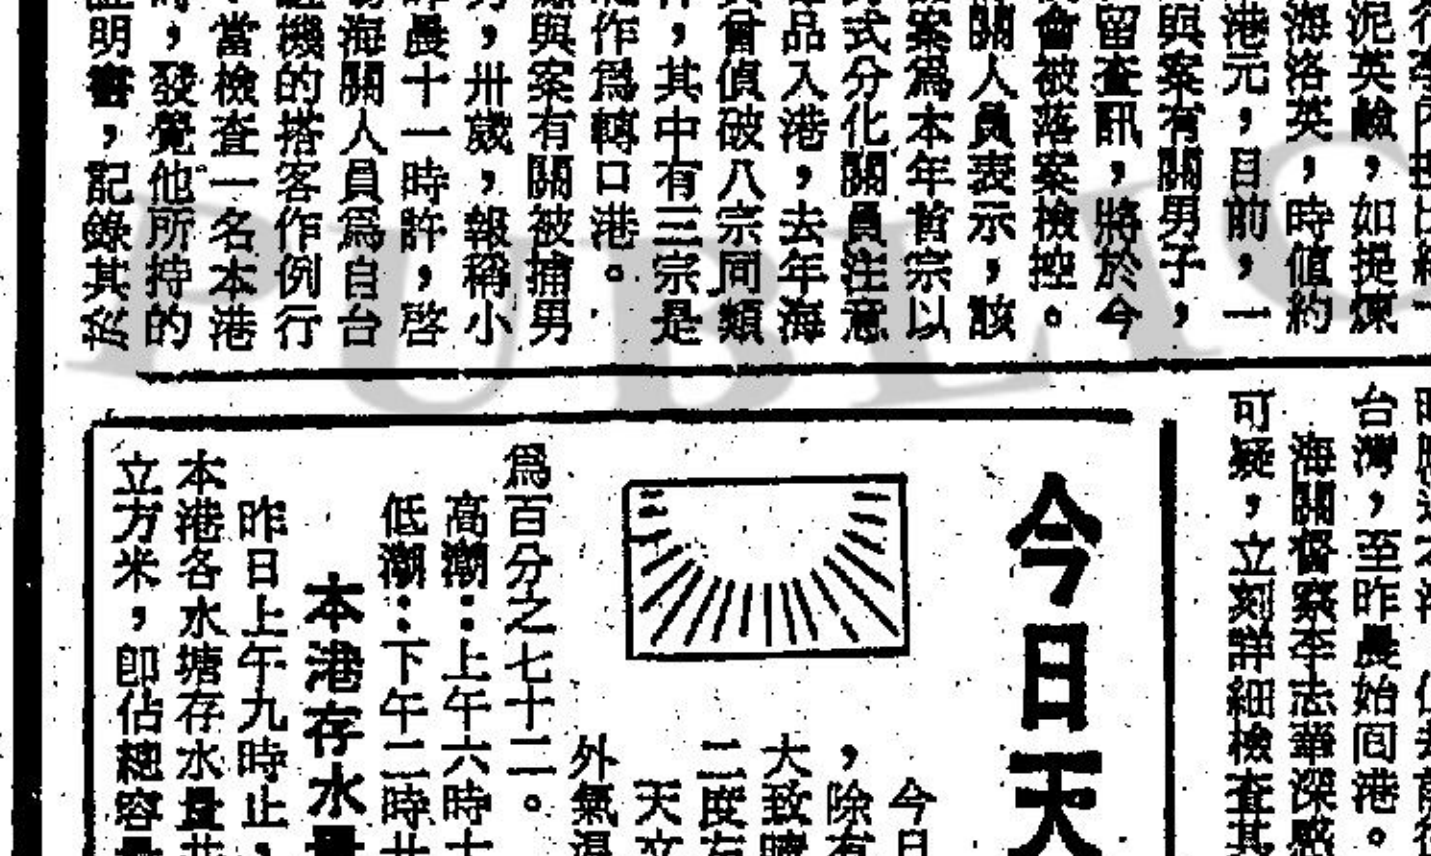 泥英鹼，如提煉
海洛英，時值約
港元，目前，一
與案有關男子，
留查訊，將於今
會被落案檢控。
關人員表示，該
案爲本年首宗以
式分化關員注意
品入港，去年海
曾偵破八宗同類
，其中有三宗是
作爲轉口港。
與案有關被捕男
，卅歲，報稱小
昨晨十一時許，啓
海關人員爲自台
機的搭客作例行
當檢查一名本港
，發覺他所持的
明書，記錄其於
台灣，至昨晨始囘港。
海關督察李志華深感
可疑，立刻詳細檢查其
今日天
今日
，除有
大致晴
二度左
天文
外氣溫
爲百分之七十二。
高潮：上午六時十
低潮：下午二時廿
本港存水量
昨日上午九時止，
本港各水塘存水量共
立方米，即佔總容量
PUBLIC